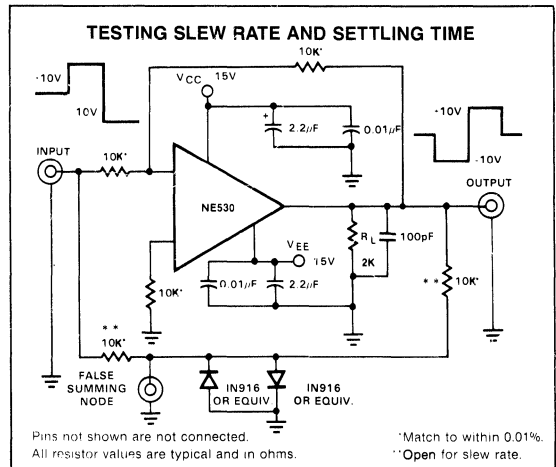 TESTING SLEW RATE AND SETTLING TIME
10K*
VCC 15V
-10V
10V
+
2.2µF
0.01µF
-10V
-10V
INPUT
10K*
NE530
OUTPUT
RL
2K
100pF
VEE 15V
0.01µF
2.2µF
10K*
** 10K*
**
10K*
FALSE
SUMMING
NODE
IN916
OR EQUIV.
IN916
OR EQUIV.
Pins not shown are not connected.
All resistor values are typical and in ohms.
*Match to within 0.01%.
**Open for slew rate.